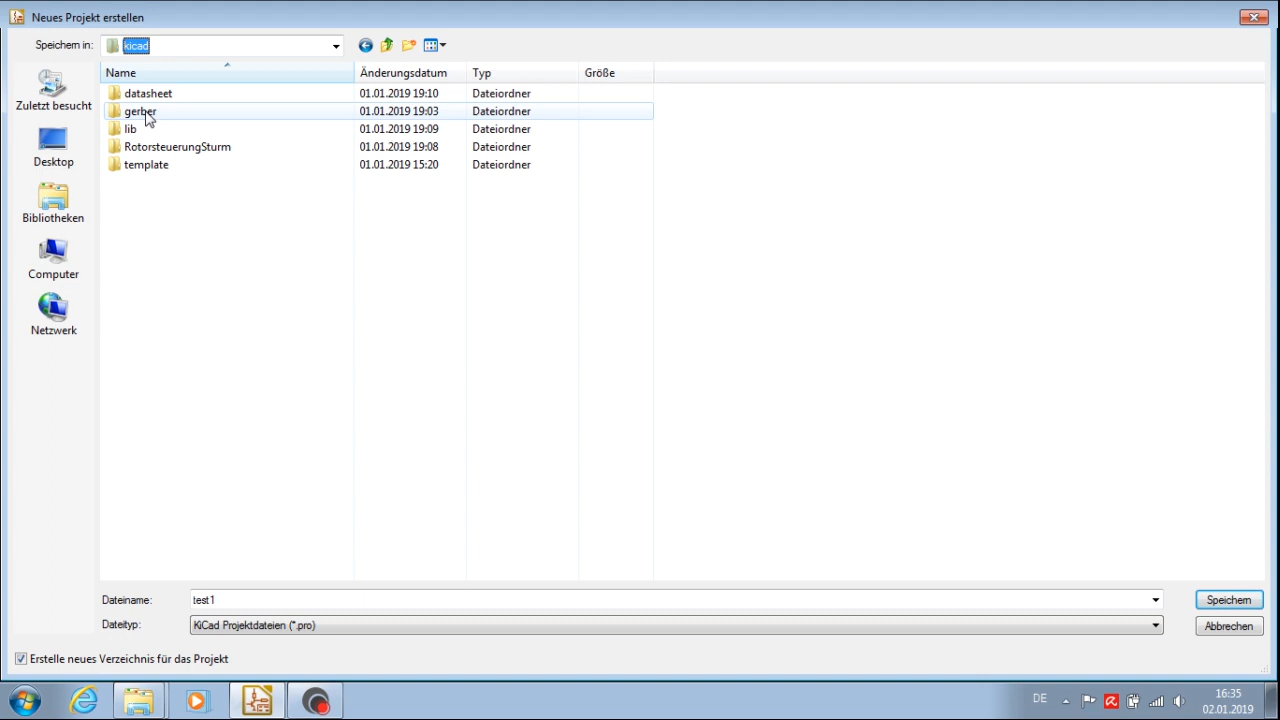 Neues Projekt erstellen
Speichern in: kicad
Name Änderungsdatum Typ Größe
datasheet 01.01.2019 19:10 Dateiordner
gerber 01.01.2019 19:03 Dateiordner
lib 01.01.2019 19:09 Dateiordner
RotorsteuerungSturm 01.01.2019 19:08 Dateiordner
template 01.01.2019 15:20 Dateiordner
Zuletzt besucht
Desktop
Bibliotheken
Computer
Netzwerk
Dateiname: test1 Speichern
Dateityp: KiCad Projektdateien (*.pro) Abbrechen
Erstelle neues Verzeichnis für das Projekt
DE 16:35
02.01.2019